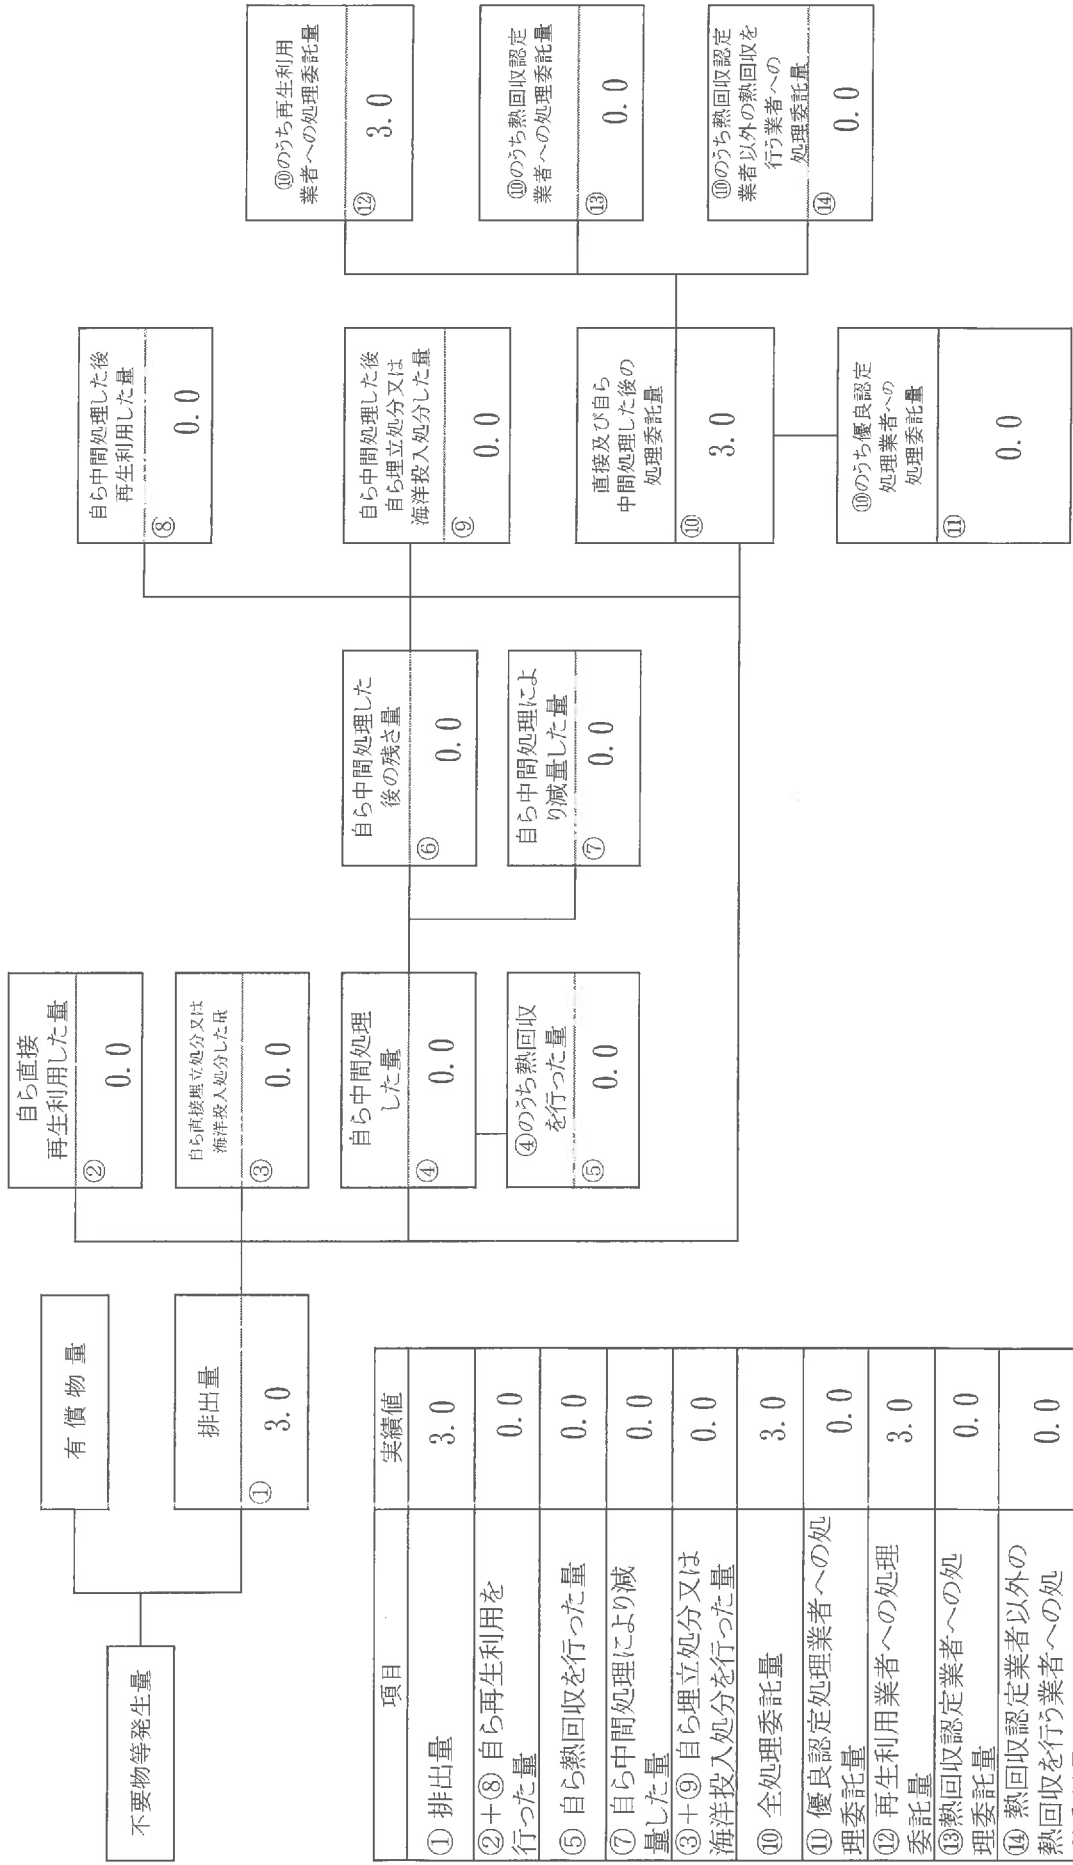 不要物等発生量
有償物量
排出量
①
3.0
自ら直接
再生利用した量
②
0.0
自ら直接埋立処分又は
海洋投入処分した量
③
0.0
自ら中間処理
した量
④
0.0
④のうち熱回収
を行った量
⑤
0.0
自ら中間処理した
後の残さ量
⑥
0.0
自ら中間処理によ
り減量した量
⑦
0.0
自ら中間処理した後
再生利用した量
⑧
0.0
自ら中間処理した後
自ら埋立処分又は
海洋投入処分した量
⑨
0.0
直接及び自ら
中間処理した後の
処理委託量
⑩
3.0
⑩のうち優良認定
処理業者への
処理委託量
⑪
0.0
⑩のうち再生利用
業者への処理委託量
⑫
3.0
⑩のうち熱回収認定
業者への処理委託量
⑬
0.0
⑩のうち熱回収認定
業者以外の熱回収を
行う業者への
処理委託量
⑭
0.0
項目 実績値
① 排出量 3.0
②＋⑧ 自ら再生利用を
行った量 0.0
⑤ 自ら熱回収を行った量 0.0
⑦ 自ら中間処理により減
量した量 0.0
③＋⑨ 自ら埋立処分又は
海洋投入処分を行った量 0.0
⑩ 全処理委託量 3.0
⑪ 優良認定処理業者への処
理委託量 0.0
⑫ 再生利用業者への処理
委託量 3.0
⑬熱回収認定業者への処
理委託量 0.0
⑭ 熱回収認定業者以外の
熱回収を行う業者への処 0.0